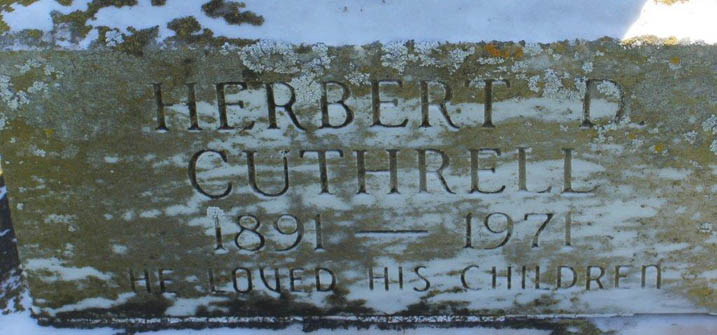 HERBERT D.
CUTHRELL
1891 — 1971
HE LOVED HIS CHILDREN